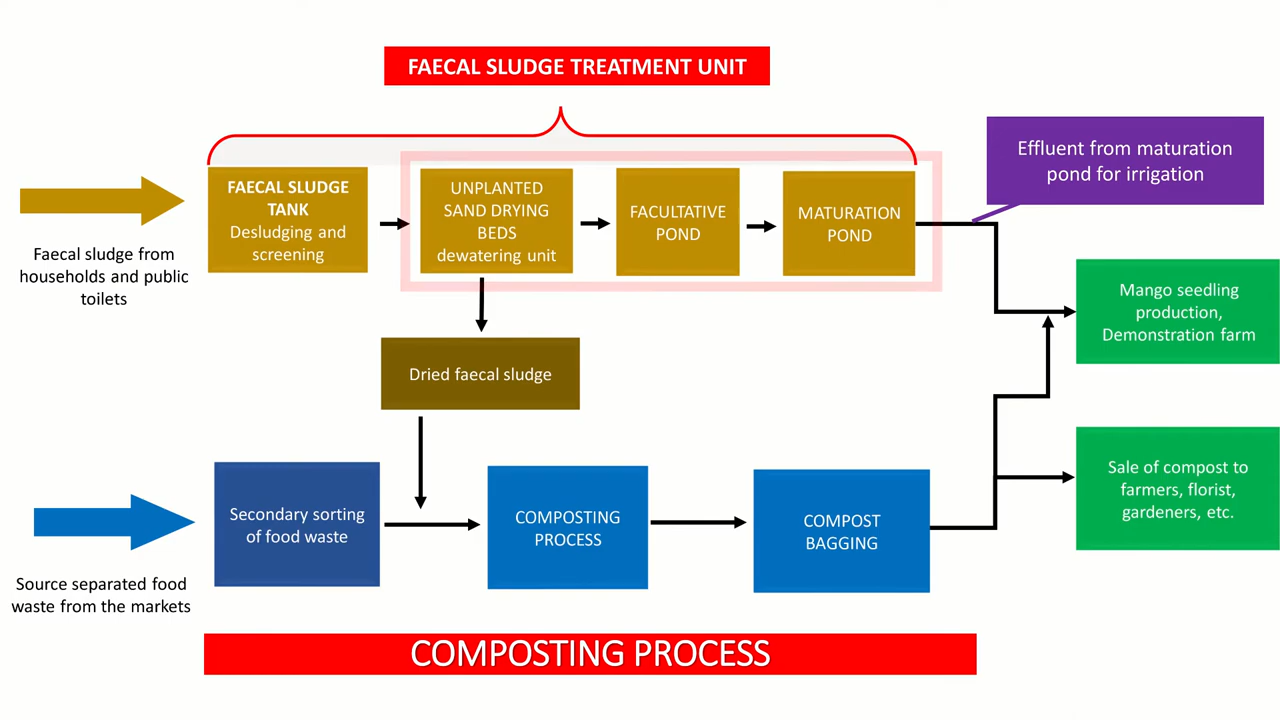 FAECAL SLUDGE TREATMENT UNIT
Effluent from maturation
pond for irrigation
Faecal sludge from
households and public
toilets
FAECAL SLUDGE
TANK
Desludging and
screening
UNPLANTED
SAND DRYING
BEDS
dewatering unit
FACULTATIVE
POND
MATURATION
POND
Mango seedling
production,
Demonstration farm
Dried faecal sludge
Source separated food
waste from the markets
Secondary sorting
of food waste
COMPOSTING
PROCESS
COMPOST
BAGGING
Sale of compost to
farmers, florist,
gardeners, etc.
COMPOSTING PROCESS